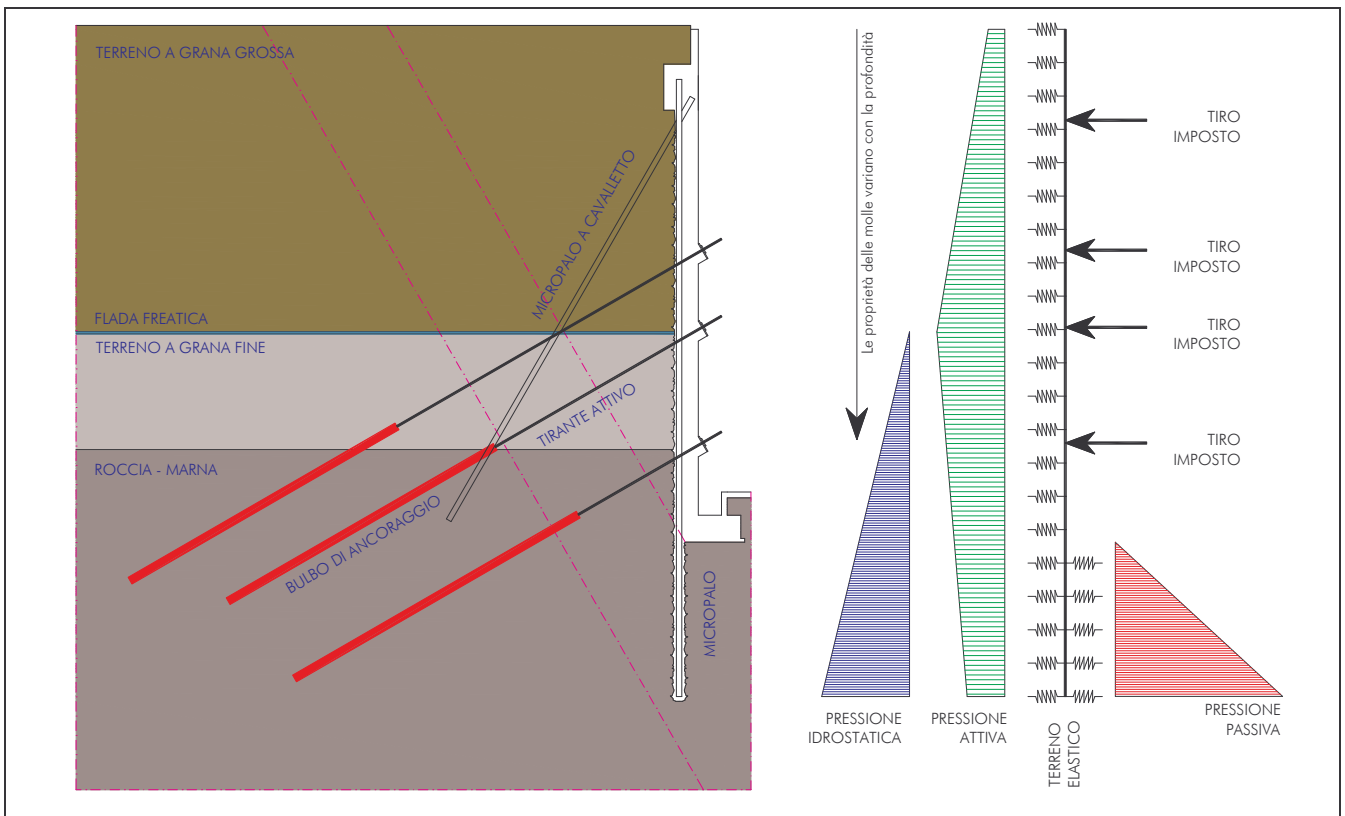 TERRENO A GRANA GROSSA
MICROPALO A CAVALLETTO
FLADA FREATICA
TERRENO A GRANA FINE
TIRANTE ATTIVO
ROCCIA - MARNA
BULBO DI ANCORAGGIO
MICROPALO
Le proprietà delle molle variano con la profondità
TIRO
IMPOSTO
TIRO
IMPOSTO
TIRO
IMPOSTO
TIRO
IMPOSTO
PRESSIONE
IDROSTATICA
PRESSIONE
ATTIVA
TERRENO
ELASTICO
PRESSIONE
PASSIVA